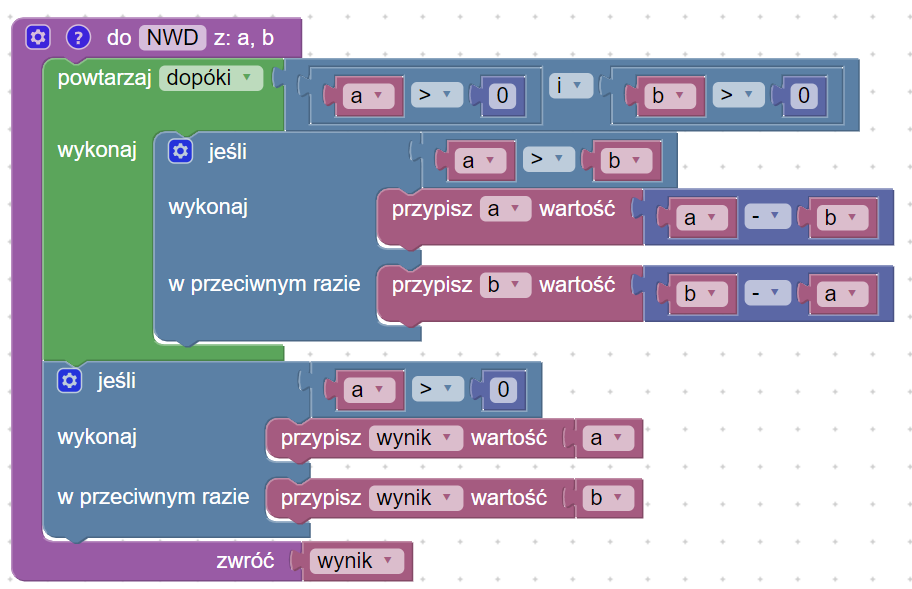 do NWD z: a, b
powtarzaj dopóki a > 0 i b > 0
wykonaj jeśli a > b
wykonaj przypisz a wartość a - b
w przeciwnym razie przypisz b wartość b - a
jeśli a > 0
wykonaj przypisz wynik wartość a
w przeciwnym razie przypisz wynik wartość b
zwróć wynik